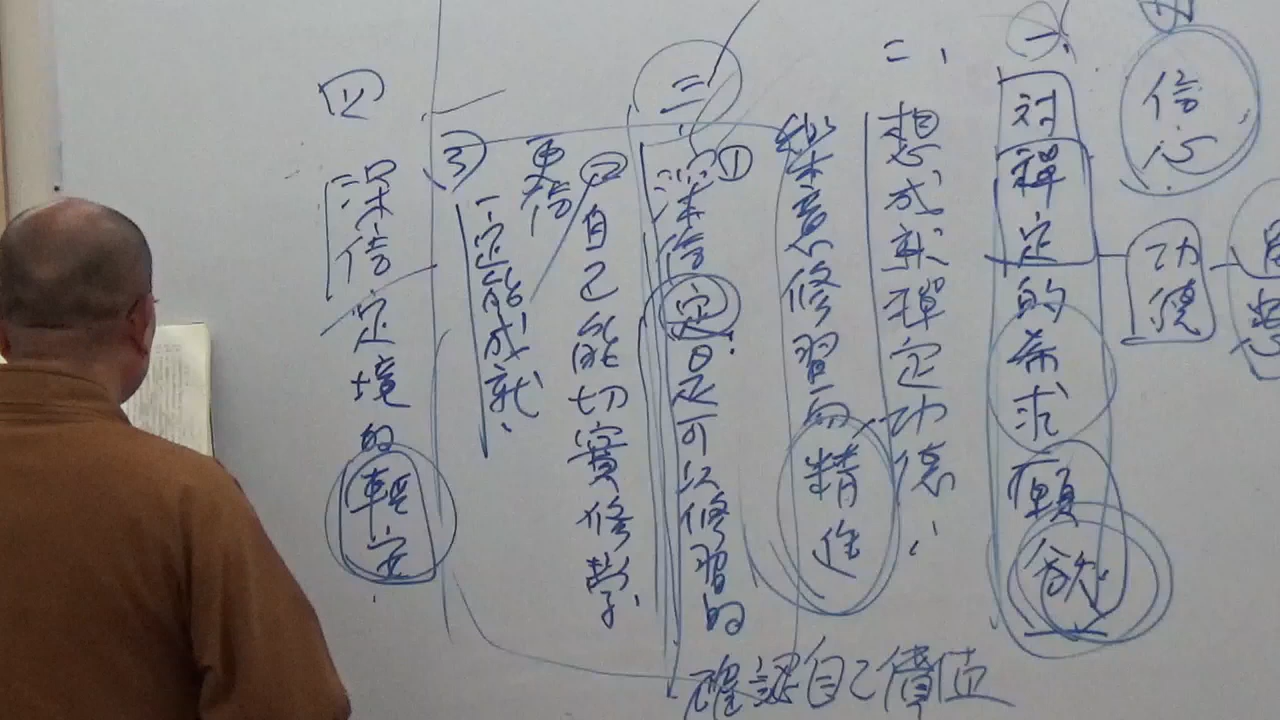 信心
功德
一、
對禪定的希求願欲
二、
想成就禪定功德、
樂意修習而精進
三、
① 深信定是可以修習的
② 自己能切實修學、
更信
③ 一定能成就、
四
深信定境的輕安
確認自己價值